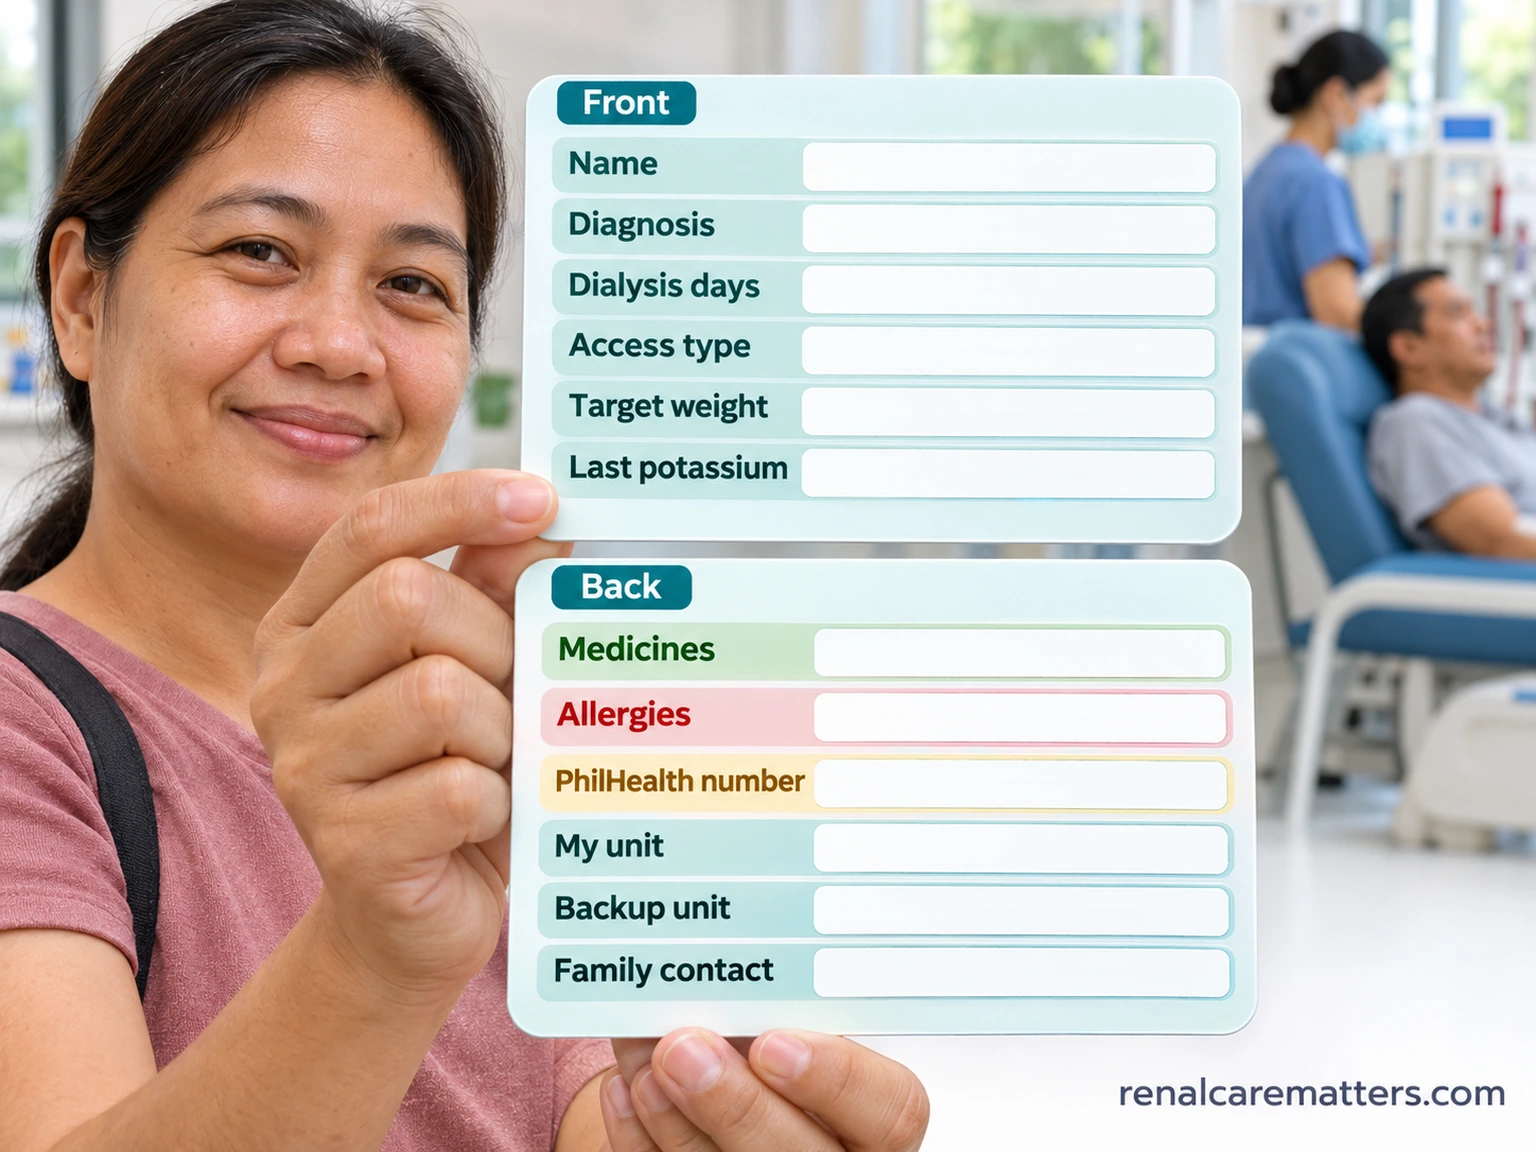 Front
Name
Diagnosis
Dialysis days
Access type
Target weight
Last potassium
Back
Medicines
Allergies
PhilHealth number
My unit
Backup unit
Family contact
renalcarematters.com